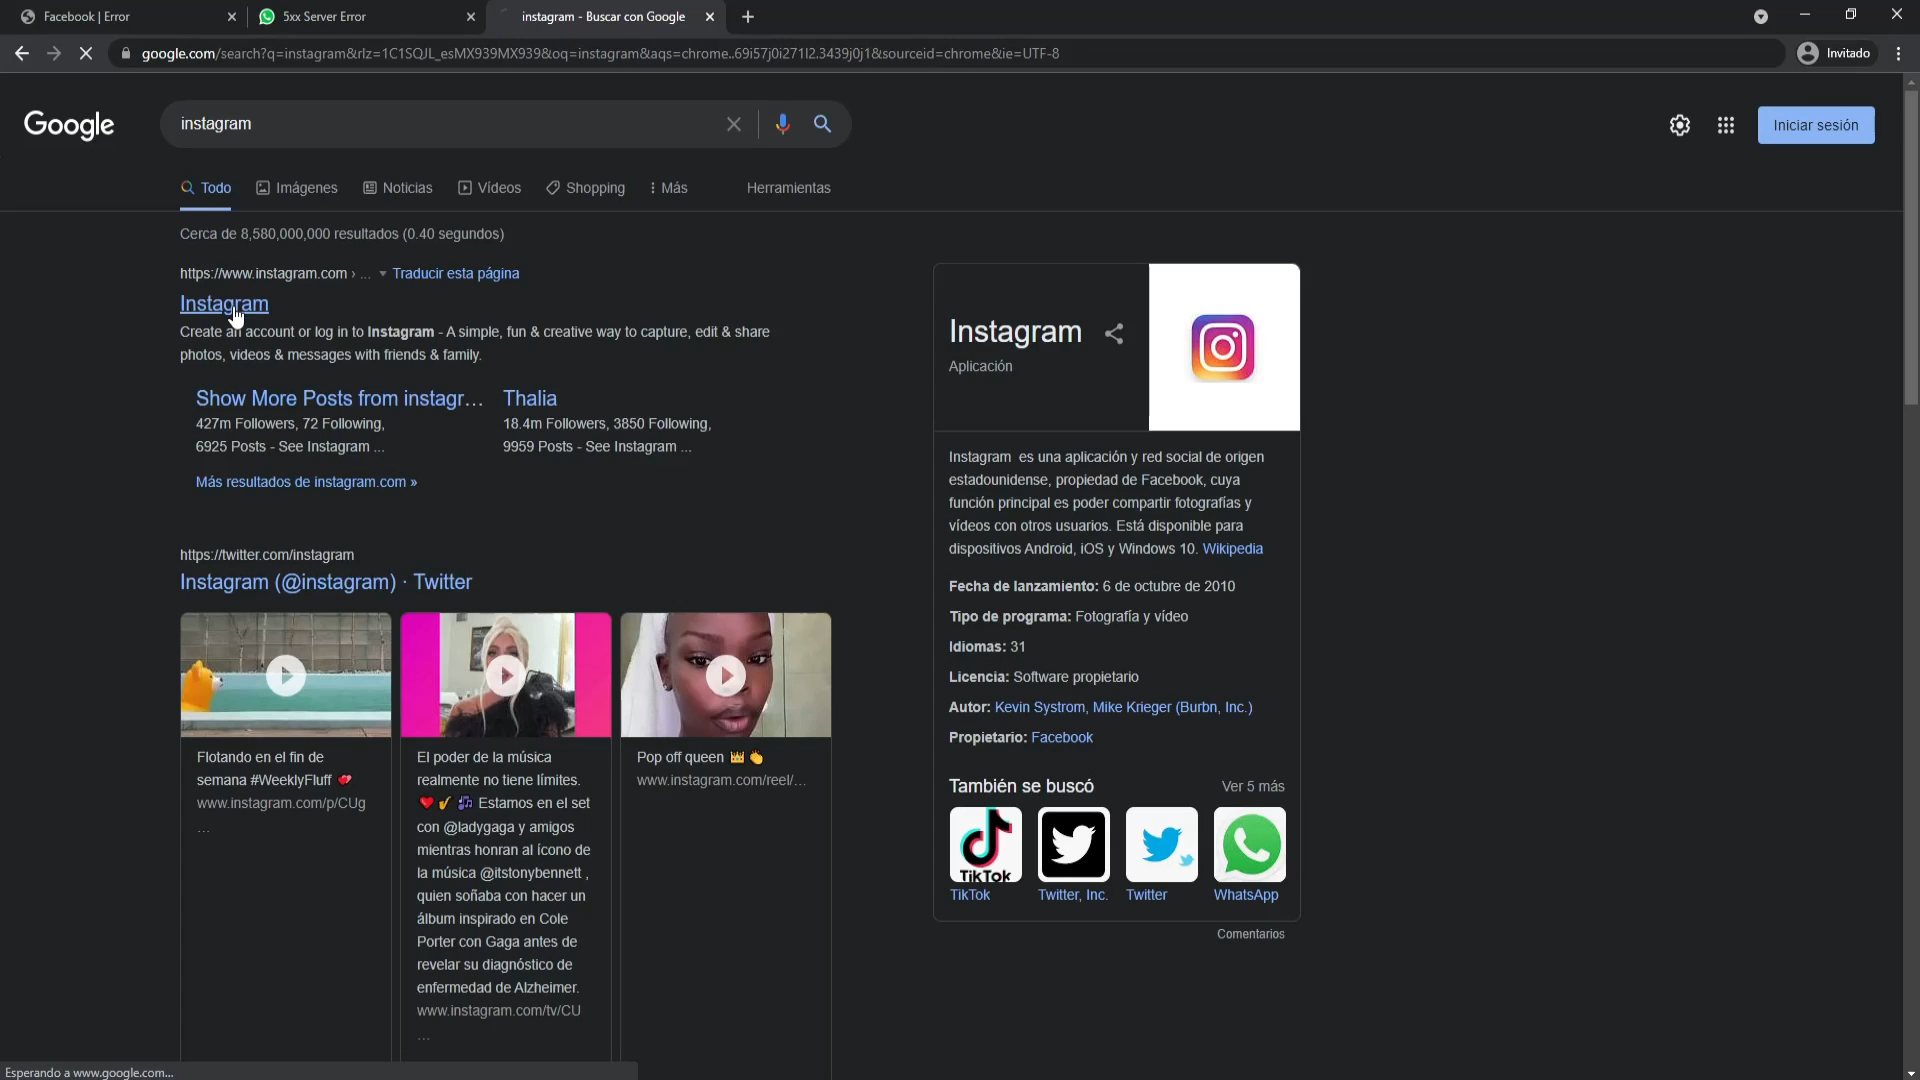 Facebook | Error
5xx Server Error
instagram - Buscar con Google
google.com/search?q=instagram&rlz=1C1SQJL_esMX939MX939&oq=instagram&aqs=chrome..69i57j0i271l2.3439j0j1&sourceid=chrome&ie=UTF-8
Invitado
Google
instagram
Iniciar sesión
Todo
Imágenes
Noticias
Vídeos
Shopping
Más
Herramientas
Cerca de 8,580,000,000 resultados (0.40 segundos)
https://www.instagram.com › ...
Traducir esta página
Instagram
Create an account or log in to Instagram - A simple, fun & creative way to capture, edit & share
photos, videos & messages with friends & family.
Show More Posts from instagr...
427m Followers, 72 Following,
6925 Posts - See Instagram ...
Thalia
18.4m Followers, 3850 Following,
9959 Posts - See Instagram ...
Más resultados de instagram.com »
https://twitter.com/instagram
Instagram (@instagram) · Twitter
Flotando en el fin de
semana #WeeklyFluff 💕
www.instagram.com/p/CUg
...
El poder de la música
realmente no tiene límites.
❤️🎷🎶 Estamos en el set
con @ladygaga y amigos
mientras honran al ícono de
la música @itstonybennett ,
quien soñaba con hacer un
álbum inspirado en Cole
Porter con Gaga antes de
revelar su diagnóstico de
enfermedad de Alzheimer.
www.instagram.com/tv/CU
...
Pop off queen 👑 👏
www.instagram.com/reel/...
Instagram
Aplicación
Instagram es una aplicación y red social de origen
estadounidense, propiedad de Facebook, cuya
función principal es poder compartir fotografías y
vídeos con otros usuarios. Está disponible para
dispositivos Android, iOS y Windows 10. Wikipedia
Fecha de lanzamiento: 6 de octubre de 2010
Tipo de programa: Fotografía y vídeo
Idiomas: 31
Licencia: Software propietario
Autor: Kevin Systrom, Mike Krieger (Burbn, Inc.)
Propietario: Facebook
También se buscó
Ver 5 más
TikTok
TikTok
Twitter, Inc.
Twitter
WhatsApp
Comentarios
Esperando a www.google.com...